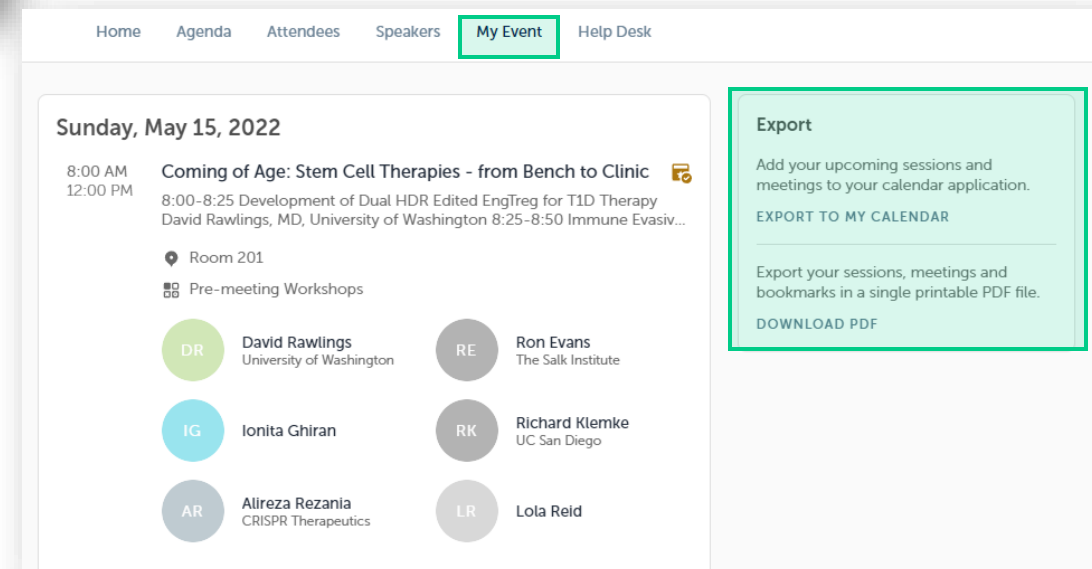 Home Agenda Attendees Speakers My Event Help Desk
Sunday, May 15, 2022
8:00 AM
12:00 PM
Coming of Age: Stem Cell Therapies - from Bench to Clinic
8:00-8:25 Development of Dual HDR Edited EngTreg for T1D Therapy
David Rawlings, MD, University of Washington 8:25-8:50 Immune Evasiv...
Room 201
Pre-meeting Workshops
DR
David Rawlings
University of Washington
RE
Ron Evans
The Salk Institute
IG
Ionita Ghiran
RK
Richard Klemke
UC San Diego
AR
Alireza Rezania
CRISPR Therapeutics
LR
Lola Reid
Export
Add your upcoming sessions and
meetings to your calendar application.
EXPORT TO MY CALENDAR
Export your sessions, meetings and
bookmarks in a single printable PDF file.
DOWNLOAD PDF